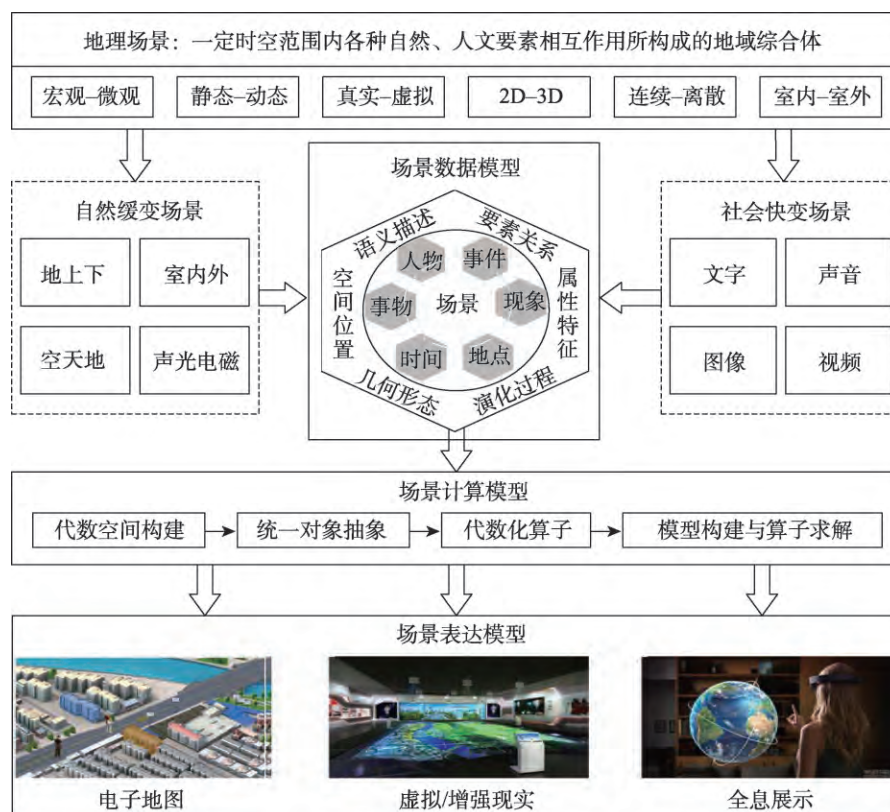 地理场景：一定时空范围内各种自然、人文要素相互作用所构成的地域综合体
宏观–微观
静态–动态
真实–虚拟
2D–3D
连续–离散
室内–室外
自然缓变场景
地上下
室内外
空天地
声光电磁
场景数据模型
语义描述
要素关系
空间位置
属性特征
几何形态
演化过程
人物
事件
事物
场景
现象
时间
地点
社会快变场景
文字
声音
图像
视频
场景计算模型
代数空间构建
统一对象抽象
代数化算子
模型构建与算子求解
场景表达模型
电子地图
虚拟/增强现实
全息展示